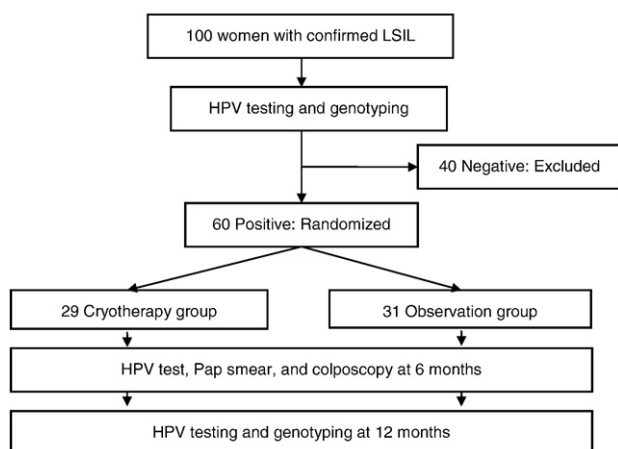 100 women with confirmed LSIL
HPV testing and genotyping
40 Negative: Excluded
60 Positive: Randomized
29 Cryotherapy group
31 Observation group
HPV test, Pap smear, and colposcopy at 6 months
HPV testing and genotyping at 12 months